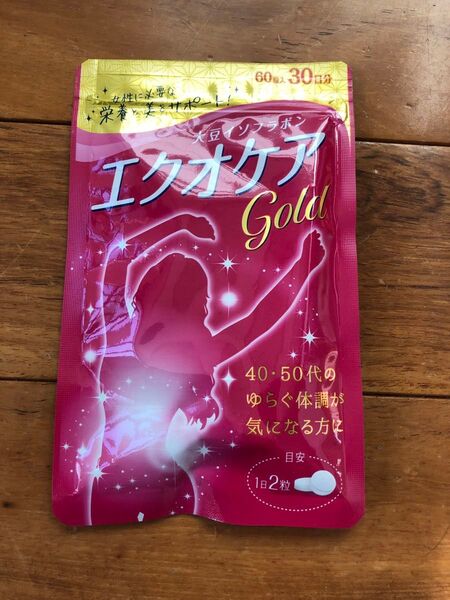 60粒入 30日分
女性に必要な
栄養と美をサポート!
大豆イソフラボン
エクオケア
Gold
40・50代の
ゆらぐ体調が
気になる方に
目安
1日2粒